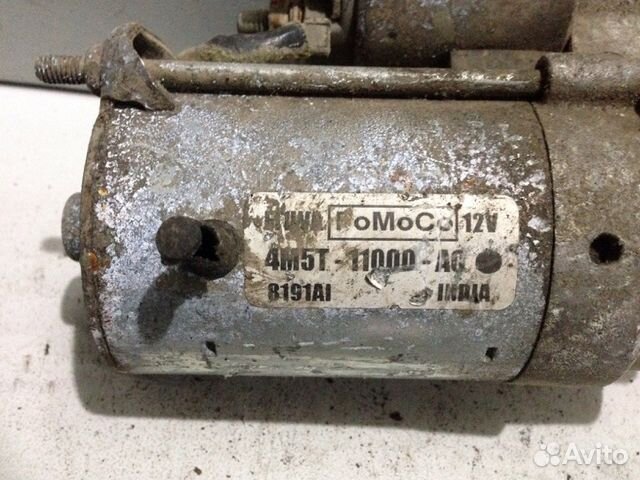 FoMoCo 12V
4M5T-11000-AC
8191AI INDIA
Avito